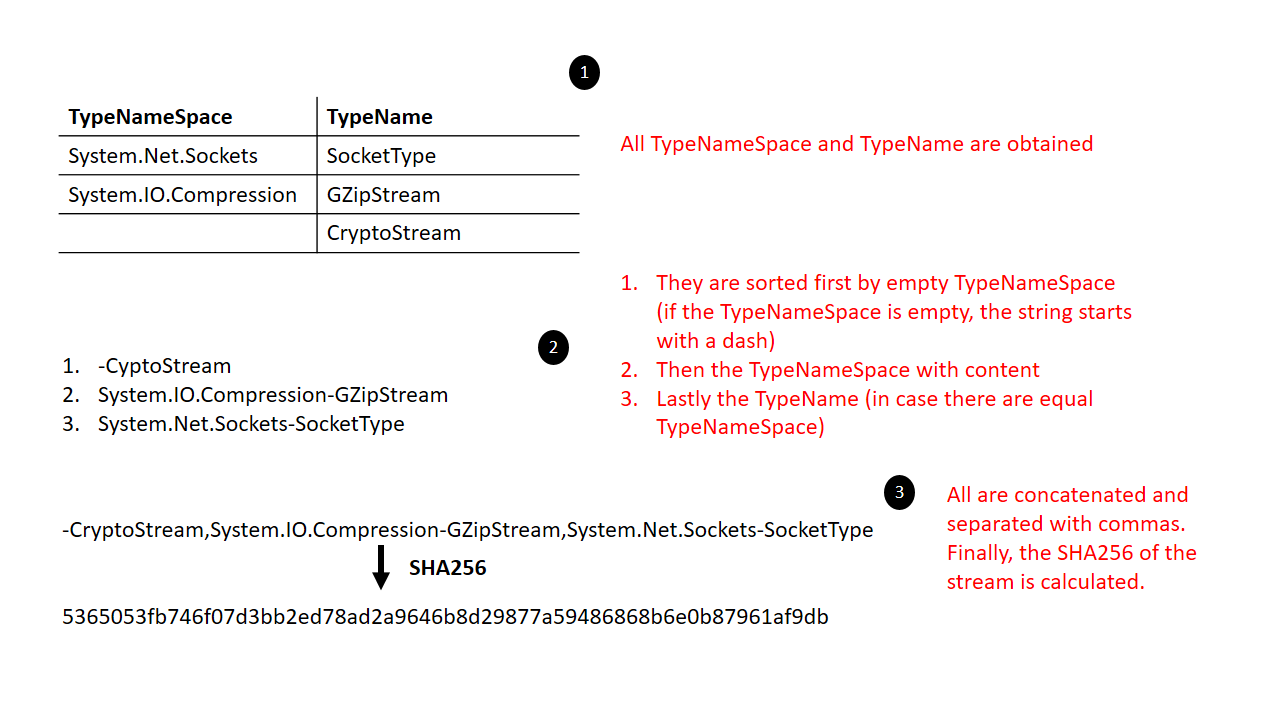 1
TypeNameSpace TypeName
System.Net.Sockets SocketType
System.IO.Compression GZipStream
CryptoStream
All TypeNameSpace and TypeName are obtained
2
1. -CyptoStream
2. System.IO.Compression-GZipStream
3. System.Net.Sockets-SocketType
1. They are sorted first by empty TypeNameSpace
(if the TypeNameSpace is empty, the string starts
with a dash)
2. Then the TypeNameSpace with content
3. Lastly the TypeName (in case there are equal
TypeNameSpace)
3
-CryptoStream,System.IO.Compression-GZipStream,System.Net.Sockets-SocketType
SHA256
5365053fb746f07d3bb2ed78ad2a9646b8d29877a59486868b6e0b87961af9db
All are concatenated and
separated with commas.
Finally, the SHA256 of the
stream is calculated.